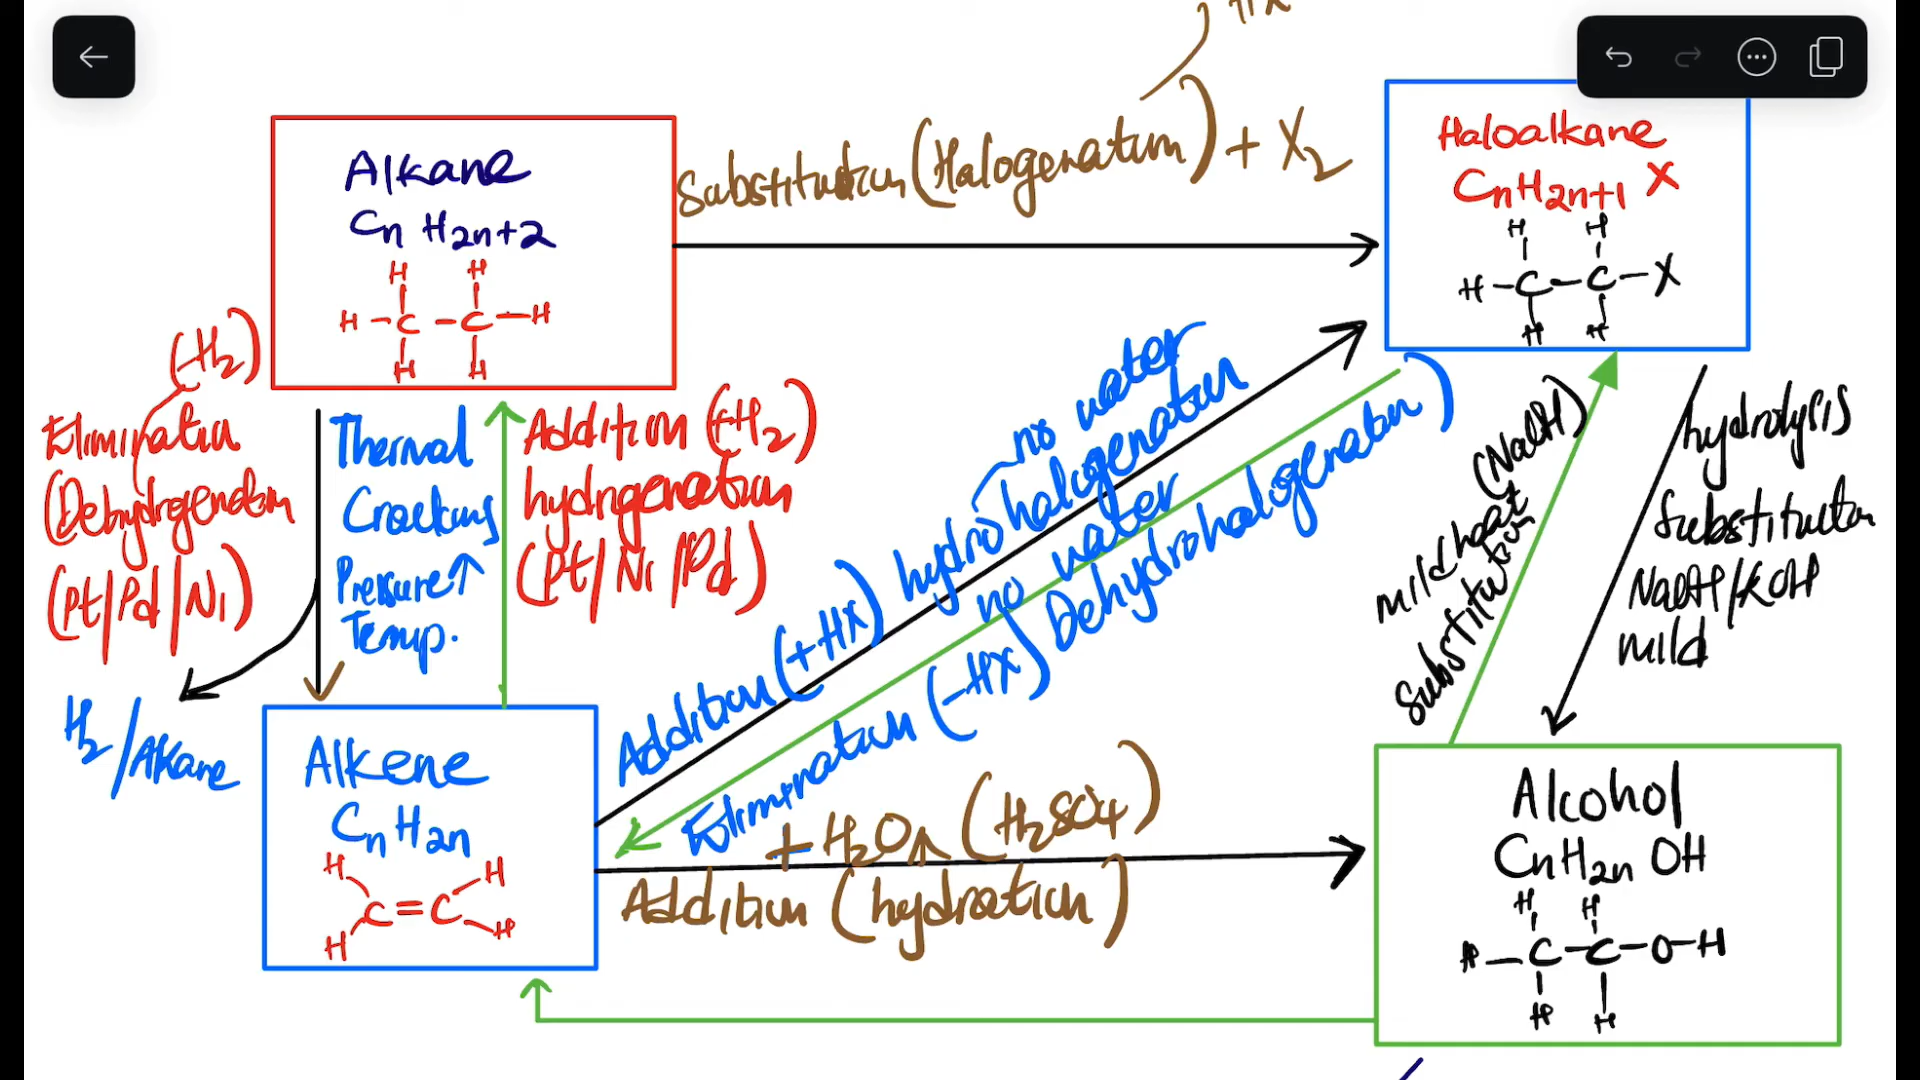 HX
Alkane
CnH2n+2
H H
H-C-C-H
H H
Substitution (Halogenation) + X2
Haloalkane
CnH2n+1 X
H H
H-C-C-X
H H
(-H2)
Elimination
(Dehydrogenation)
(Pt/Pd/Ni)
H2/Alkane
Thermal
Cracking
Pressure↑
Temp.
Addition (+H2)
hydrogenation
(Pt/Ni/Pd)
no water
Addition (+HX) hydrohalogenation
no water
Elimination (-HX) Dehydrohalogenation)
mild heat (NaOH)
Substitution
hydrolysis
Substitution
NaOH/KOH
mild
Alkene
CnH2n
H H
C=C
H H
+H2O (H2SO4)
Addition (hydration)
Alcohol
CnH2n OH
H H
H-C-C-O-H
H H